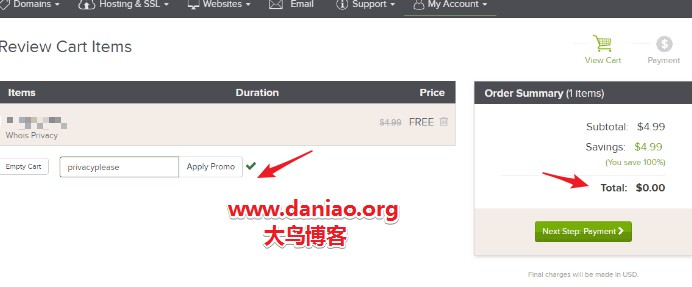 Domains Hosting & SSL Websites Email Support My Account
Review Cart Items
View Cart Payment
Items Duration Price
Whois Privacy
$4.99 FREE
Empty Cart privacyplease Apply Promo
Order Summary (1 items)
Subtotal: $4.99
Savings: $4.99
(You save 100%)
Total: $0.00
Next Step: Payment
Final charges will be made in USD.
www.daniao.org
大鸟博客